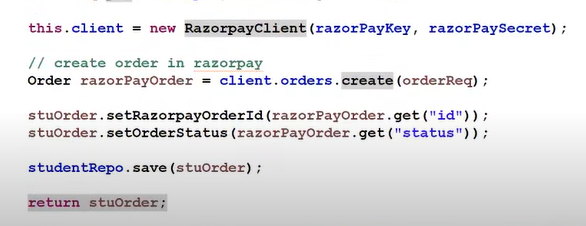 this.client = new RazorpayClient(razorPayKey, razorPaySecret);
// create order in razorpay
Order razorPayOrder = client.orders.create(orderReq);
stuOrder.setRazorpayOrderId(razorPayOrder.get("id"));
stuOrder.setOrderStatus(razorPayOrder.get("status"));
studentRepo.save(stuOrder);
return stuOrder;